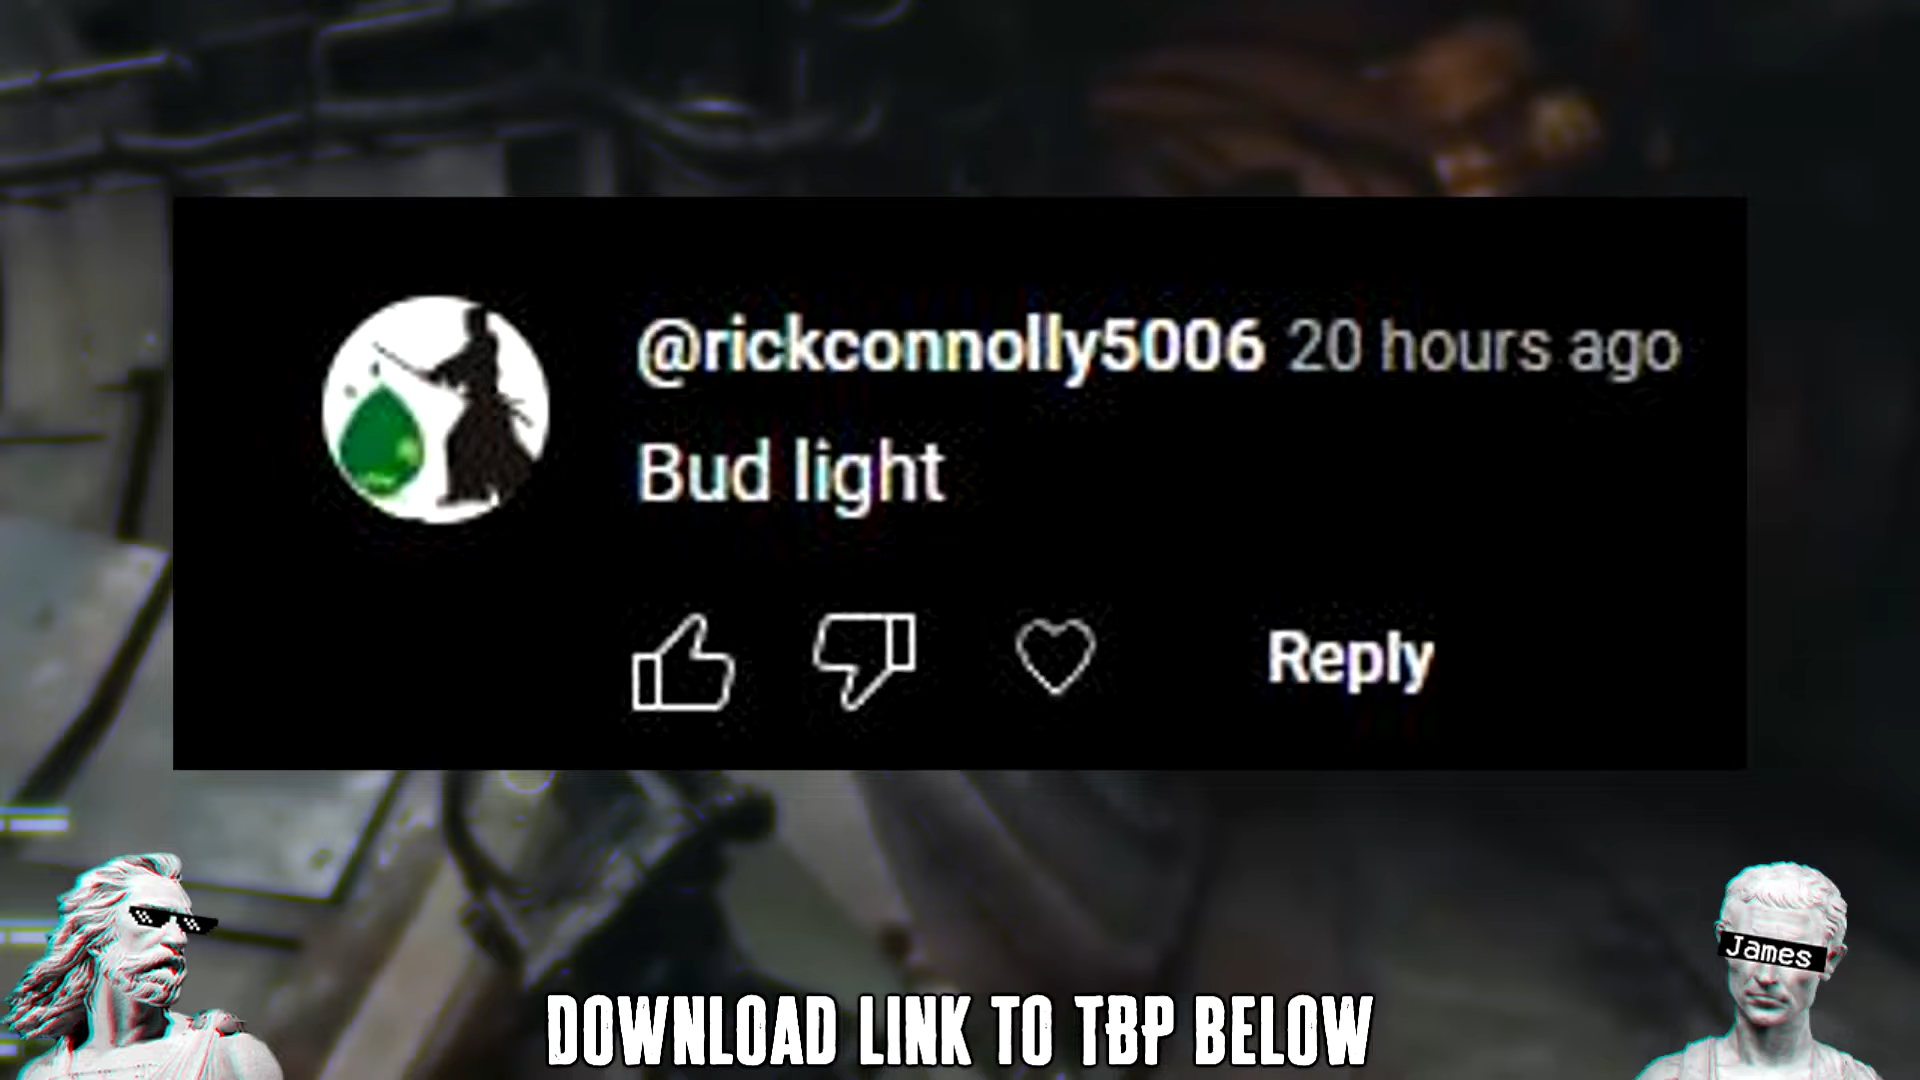 @rickconnolly5006 20 hours ago
Bud light
Reply
James
DOWNLOAD LINK TO TBP BELOW